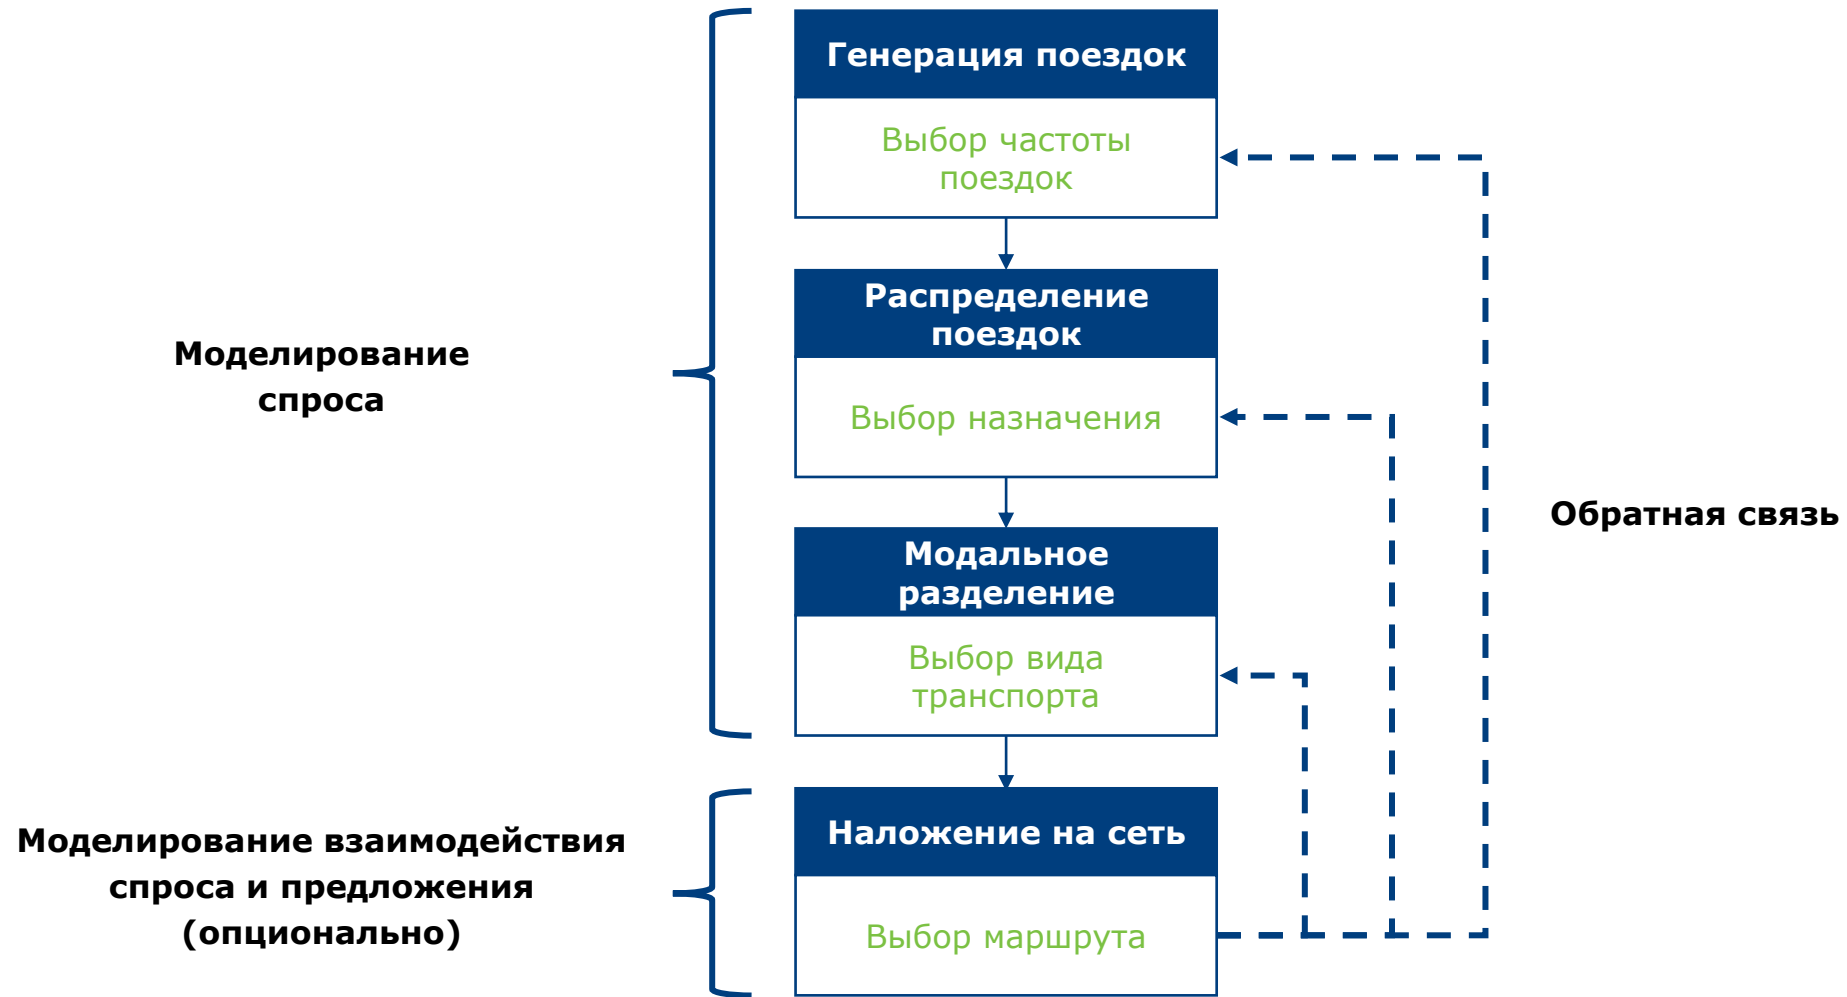 Генерация поездок
Выбор частоты
поездок
Распределение
поездок
Моделирование
спроса
Выбор назначения
Обратная связь
Модальное
разделение
Выбор вида
транспорта
Наложение на сеть
Моделирование взаимодействия
спроса и предложения
(опционально)
Выбор маршрута